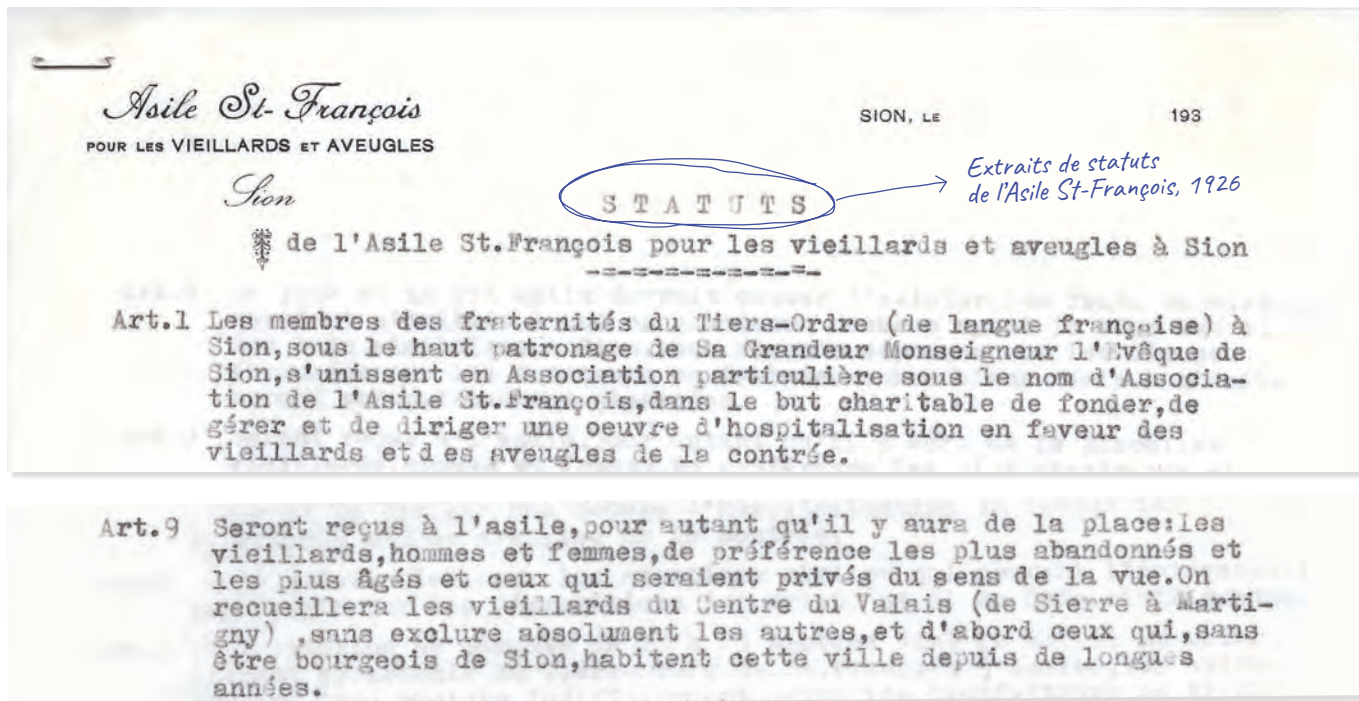 Asile St-François
POUR LES VIEILLARDS ET AVEUGLES
Sion
SION, LE 193
Extraits de statuts
de l'Asile St-François, 1926
S T A T U T S
de l'Asile St.François pour les vieillards et aveugles à Sion
-=-=-=-=-=-=-=-=-
Art.1 Les membres des fraternités du Tiers-Ordre (de langue française) à
Sion,sous le haut patronage de Sa Grandeur Monseigneur l'Evêque de
Sion,s'unissent en Association particulière sous le nom d'Associa-
tion de l'Asile St.François,dans le but charitable de fonder,de
gérer et de diriger une oeuvre d'hospitalisation en faveur des
vieillards et des aveugles de la contrée.
Art.9 Seront reçus à l'asile,pour autant qu'il y aura de la place:les
vieillards,hommes et femmes,de préférence les plus abandonnés et
les plus âgés et ceux qui seraient privés du sens de la vue.On
recueillera les vieillards du Centre du Valais (de Sierre à Marti-
gny) ,sans exclure absolument les autres,et d'abord ceux qui,sans
être bourgeois de Sion,habitent cette ville depuis de longues
années.